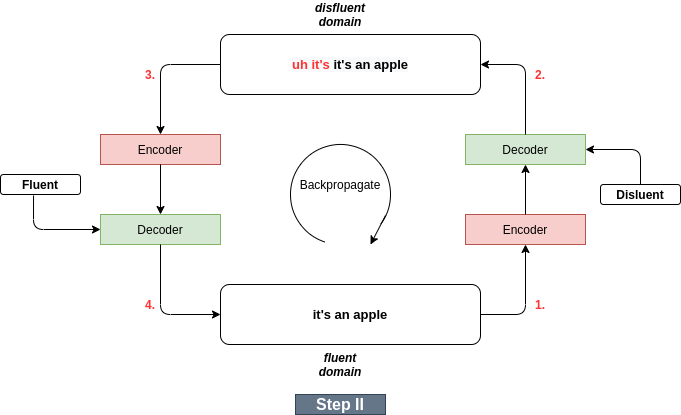 disfluent
domain
uh it's it's an apple
3.
2.
Encoder
Decoder
Fluent
Backpropagate
Disluent
Decoder
Encoder
4.
1.
it's an apple
fluent
domain
Step II